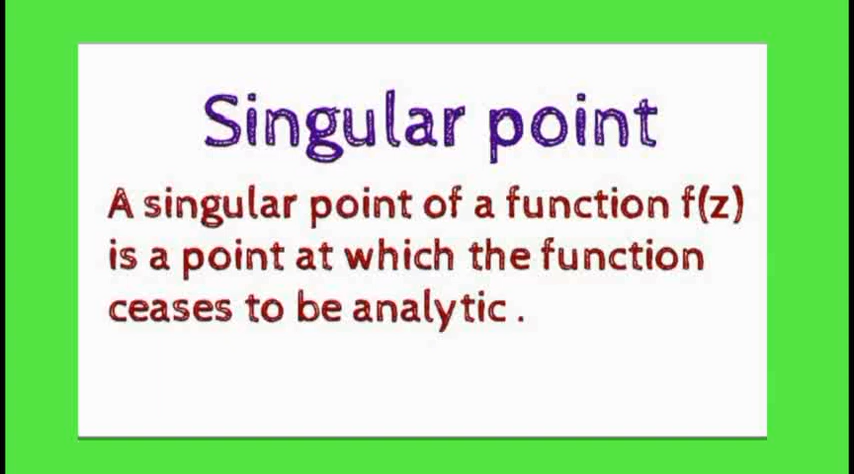 Singular point
A singular point of a function f(z)
is a point at which the function
ceases to be analytic .